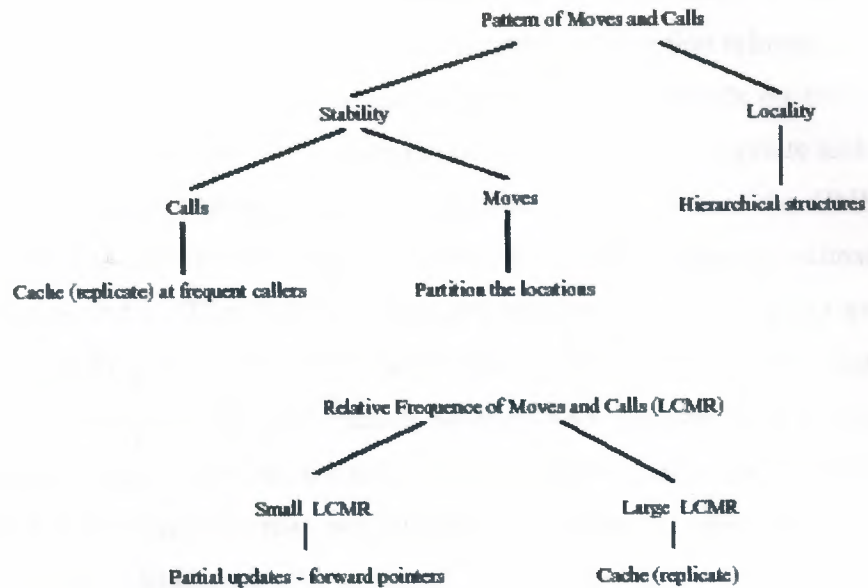 Pattern of Moves and Calls
Stability
Locality
Calls
Moves
Hierarchical structures
Cache (replicate) at frequent callers
Partition the locations
Relative Frequence of Moves and Calls (LCMR)
Small LCMR
Large LCMR
Partial updates - forward pointers
Cache (replicate)